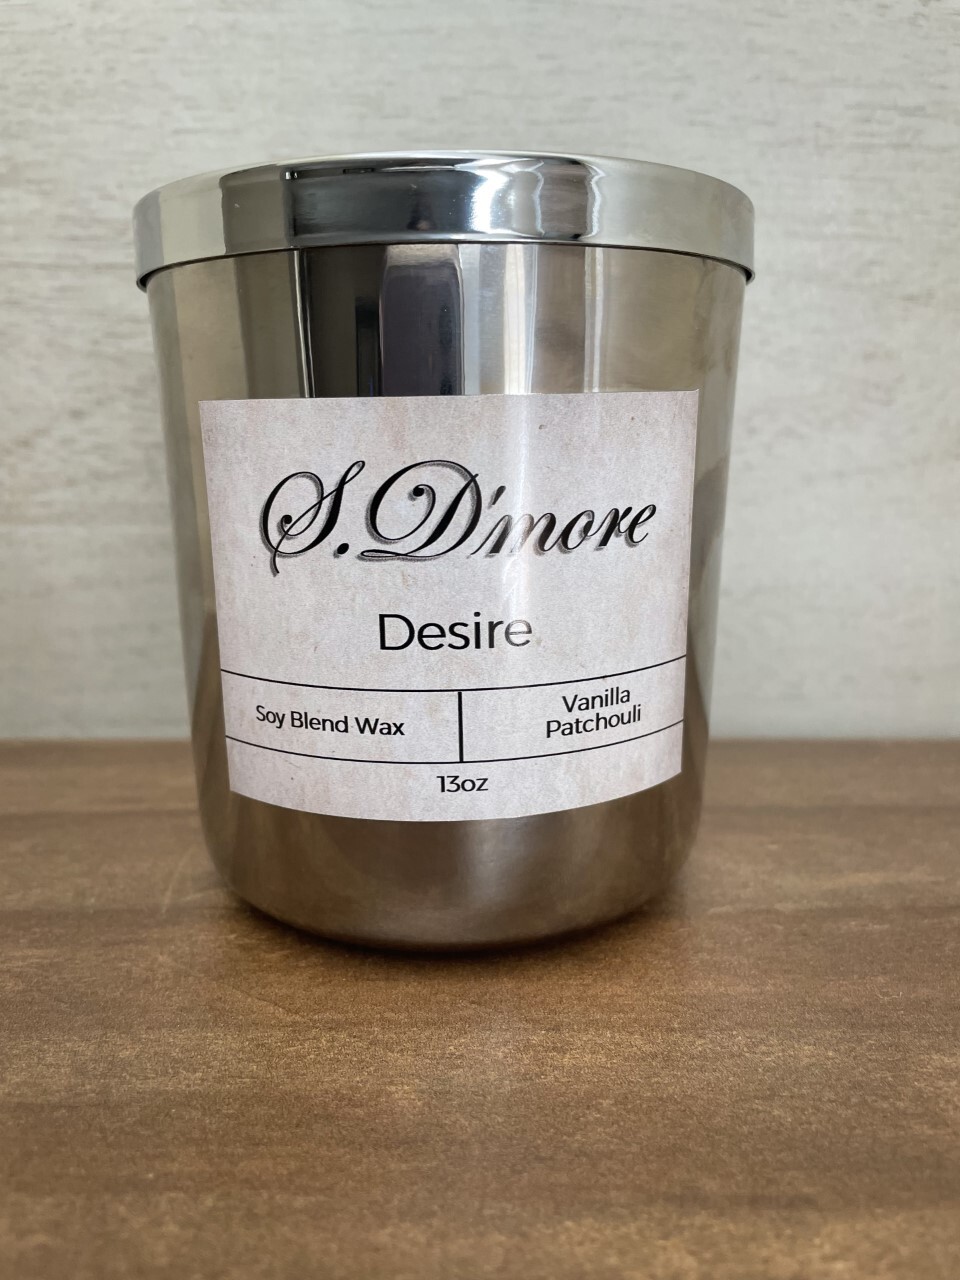 S. D'more
Desire
Soy Blend Wax
Vanilla
Patchouli
13oz